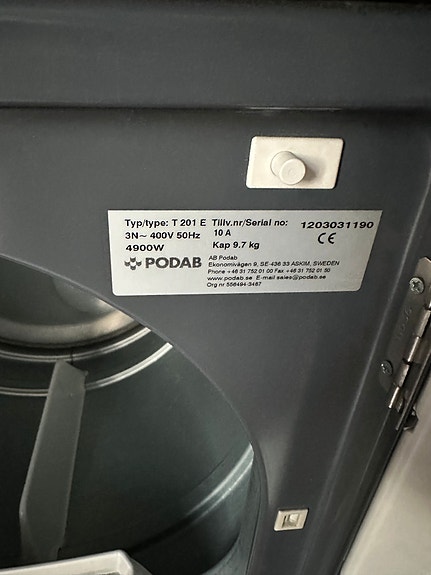 Typ/type: T 201 E Tillv.nr/Serial no: 1203031190
3N~ 400V 50Hz 10 A
4900W Kap 9.7 kg CE
PODAB
AB Podab
Ekonomivägen 9, SE-436 33 ASKIM, SWEDEN
Phone +46 31 752 01 00 Fax +46 31 752 01 50
www.podab.se E-mail sales@podab.se
Org nr 556494-3467